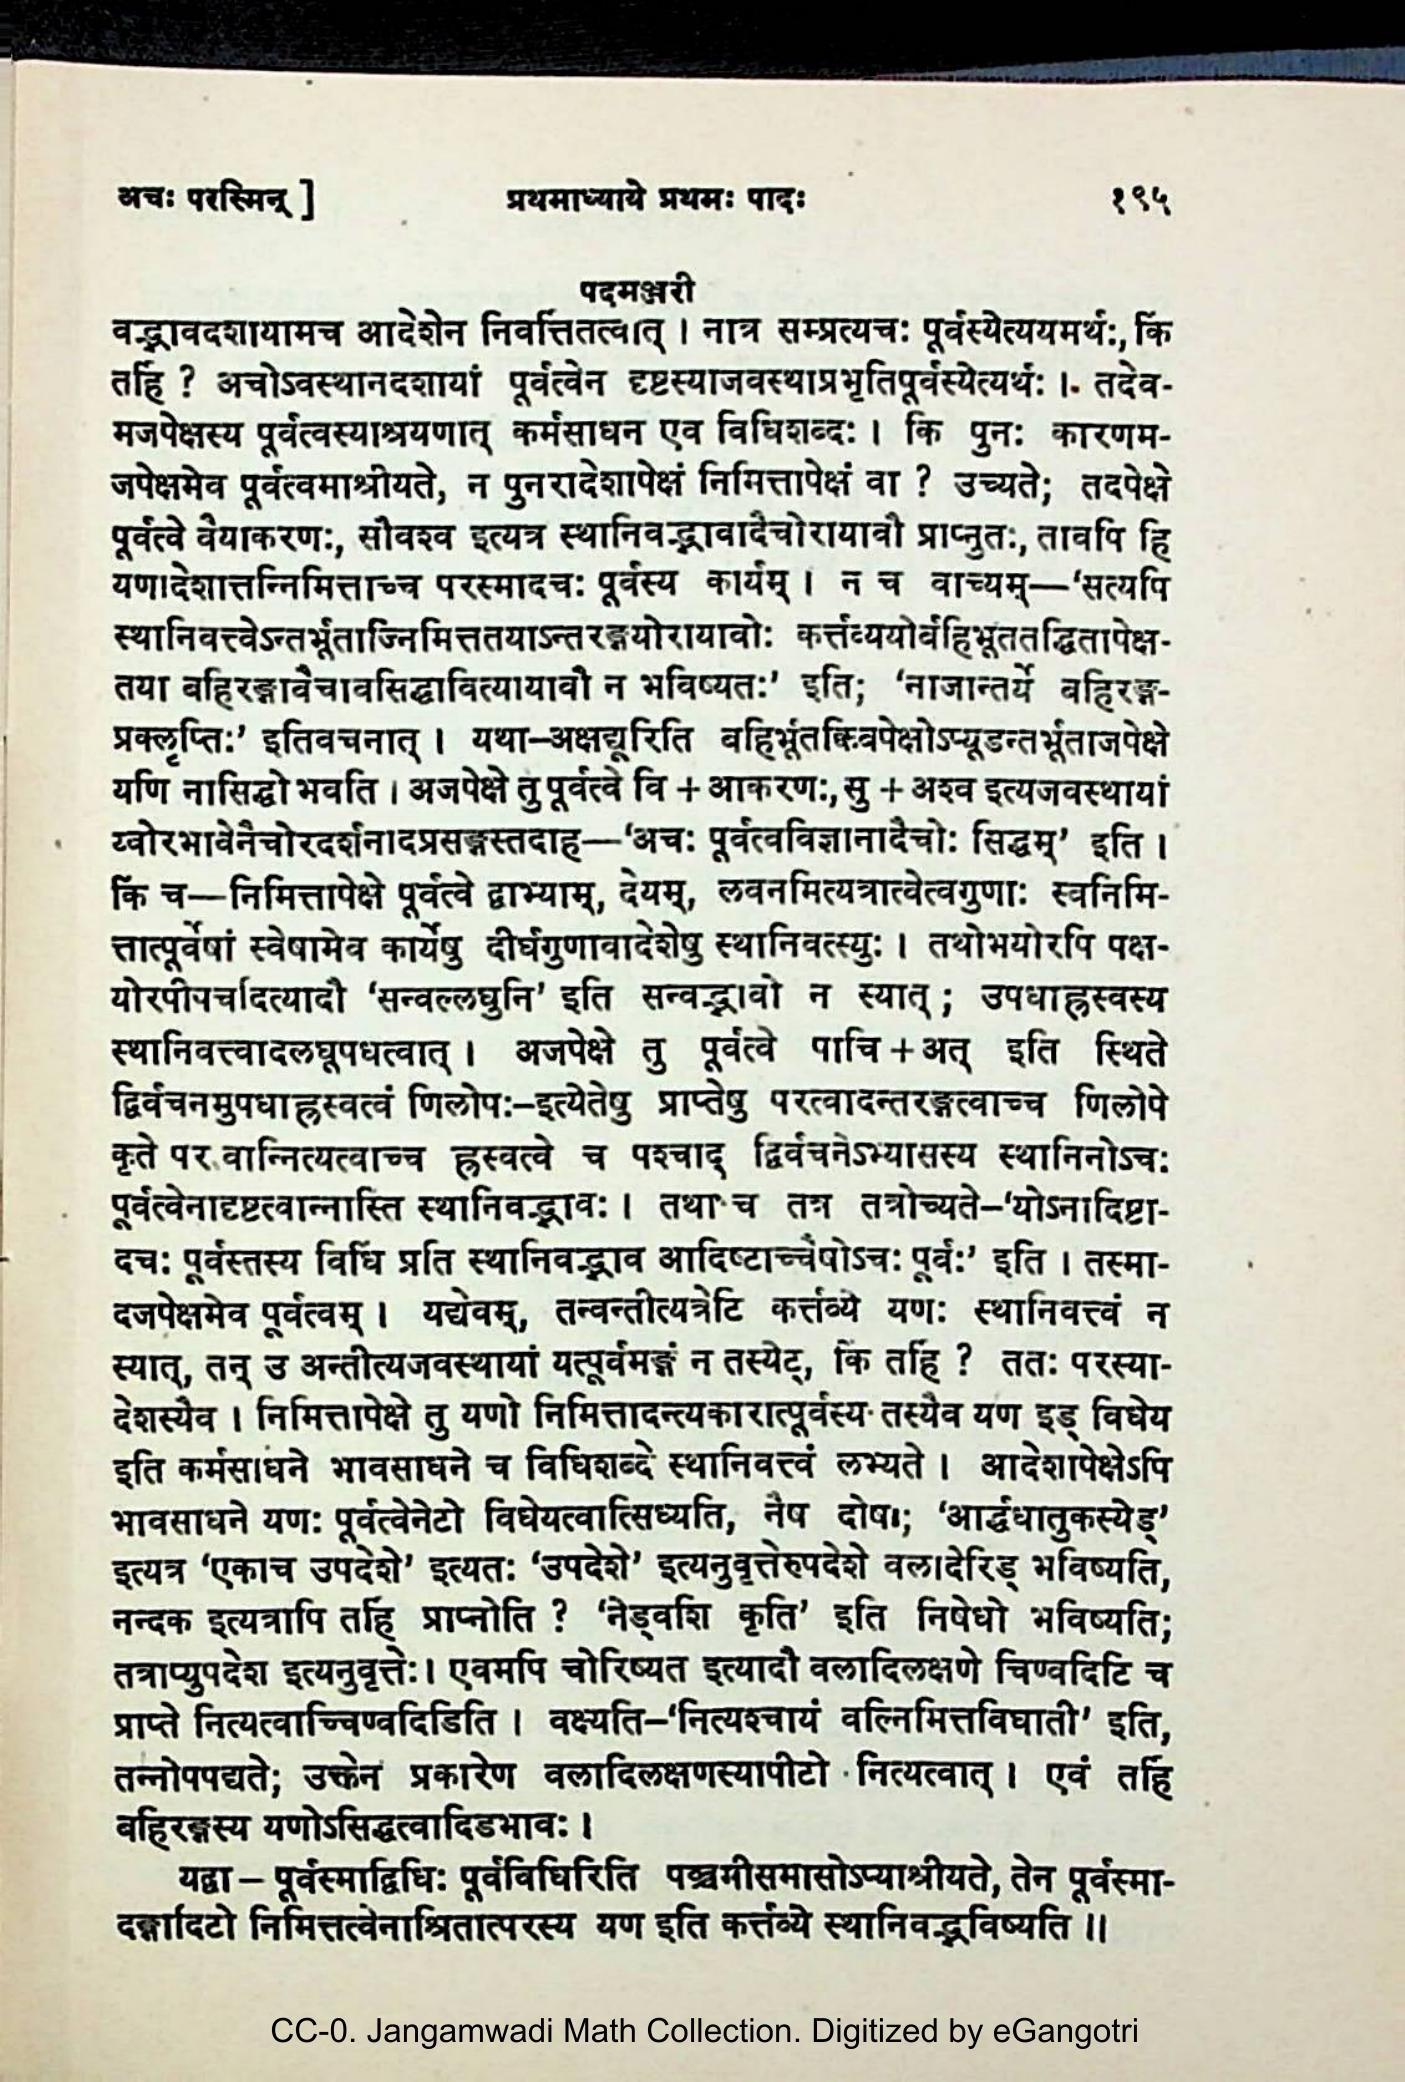 अचः परस्मिन् ] प्रथमाध्याये प्रथमः पादः १९५
पदमञ्जरी
वद्भावदशायामच आदेशेन निवर्त्तितत्वात् । नात्र सम्प्रत्यचः पूर्वस्येत्ययमर्थः, किं
तर्हि ? अचोऽवस्थानदशायां पूर्वत्वेन दृष्टस्याजवस्थाप्रभृतिपूर्वस्येत्यर्थः । तदेव-
मजपेक्षस्य पूर्वत्वस्याश्रयणात् कर्मसाधन एव विधिशब्दः । कि पुनः कारणम-
जपेक्षमेव पूर्वत्वमाश्रीयते, न पुनरादेशापेक्षं निमित्तापेक्षं वा ? उच्यते; तदपेक्षे
पूर्वत्वे वैयाकरणः, सौवश्व इत्यत्र स्थानिवद्भावादैचोरायावौ प्राप्नुतः, तावपि हि
यणादेशात्तन्निमित्ताच्च परस्मादचः पूर्वस्य कार्यम् । न च वाच्यम्—‘सत्यपि
स्थानिवत्त्वेऽन्तर्भूताज्निमित्ततयाऽन्तरङ्गयोरायावोः कर्त्तव्ययोर्वहिभूततद्धितापेक्ष-
तया बहिरङ्गावैचावसिद्धावित्यायावौ न भविष्यतः’ इति; ‘नाजान्तर्ये बहिरङ्ग-
प्रक्लृप्तिः’ इतिवचनात् । यथा–अक्षद्यूरिति वहिर्भूतक्विपेक्षोऽप्यूडन्तर्भूताजपेक्षे
यणि नासिद्धो भवति । अजपेक्षे तु पूर्वत्वे वि + आकरणः, सु + अश्व इत्यजवस्थायां
य्वोरभावेनैचोरदर्शनादप्रसङ्गस्तदाह—‘अचः पूर्वत्वविज्ञानादैचोः सिद्धम्’ इति ।
किं च—निमित्तापेक्षे पूर्वत्वे द्वाभ्याम्, देयम्, लवनमित्यत्रात्वेत्वगुणाः स्वनिमि-
त्तात्पूर्वेषां स्वेषामेव कार्येषु दीर्घगुणावादेशेषु स्थानिवत्स्युः । तथोभयोरपि पक्ष-
योरपीपचदित्यादौ ‘सन्वल्लघुनि’ इति सन्वद्भावो न स्यात् ; उपधाह्रस्वस्य
स्थानिवत्त्वादलघूपधत्वात् । अजपेक्षे तु पूर्वत्वे पाचि + अत् इति स्थिते
द्विर्वचनमुपधाह्रस्वत्वं णिलोपः–इत्येतेषु प्राप्तेषु परत्वादन्तरङ्गत्वाच्च णिलोपे
कृते पर वान्नित्यत्वाच्च ह्रस्वत्वे च पश्चाद् द्विर्वचनेऽभ्यासस्य स्थानिनोऽचः
पूर्वत्वेनादृष्टत्वान्नास्ति स्थानिवद्भावः । तथा च तत्र तत्रोच्यते–‘योऽनादिष्टा-
दचः पूर्वस्तस्य विधिं प्रति स्थानिवद्भाव आदिष्टाच्चैषोऽचः पूर्वः’ इति । तस्मा-
दजपेक्षमेव पूर्वत्वम् । यद्येवम्, तन्वन्तीत्यत्रेटि कर्त्तव्ये यणः स्थानिवत्त्वं न
स्यात्, तन् उ अन्तीत्यजवस्थायां यत्पूर्वमङ्गं न तस्येट्, किं तर्हि ? ततः परस्या-
देशस्यैव । निमित्तापेक्षे तु यणो निमित्तादन्त्यकारात्पूर्वस्य तस्यैव यण इड् विधेय
इति कर्मसाधने भावसाधने च विधिशब्दे स्थानिवत्त्वं लभ्यते । आदेशापेक्षेऽपि
भावसाधने यणः पूर्वत्वेनेटो विधेयत्वात्सिध्यति, नैष दोषः; ‘आर्द्धधातुकस्येड्’
इत्यत्र ‘एकाच उपदेशे’ इत्यतः ‘उपदेशे’ इत्यनुवृत्तेरुपदेशे वलादेरिड् भविष्यति,
नन्दक इत्यत्रापि तर्हि प्राप्नोति ? ‘नेड्वशि कृति’ इति निषेधो भविष्यति;
तत्राप्युपदेश इत्यनुवृत्तेः। एवमपि चोरिष्यत इत्यादौ वलादिलक्षणे चिण्वदिटि च
प्राप्ते नित्यत्वाच्चिण्वदिडिति । वक्ष्यति–‘नित्यश्चायं वल्निमित्तविघाती’ इति,
तन्नोपपद्यते; उक्तेन प्रकारेण वलादिलक्षणस्यापीटो नित्यत्वात् । एवं तर्हि
बहिरङ्गस्य यणोऽसिद्धत्वादिडभावः ।
यद्वा – पूर्वस्माद्विधिः पूर्वविधिरिति पञ्चमीसमासोऽप्याश्रीयते, तेन पूर्वस्मा-
दङ्गादिटो निमित्तत्वेनाश्रितात्परस्य यण इति कर्त्तव्ये स्थानिवद्भविष्यति ॥
CC-0. Jangamwadi Math Collection. Digitized by eGangotri